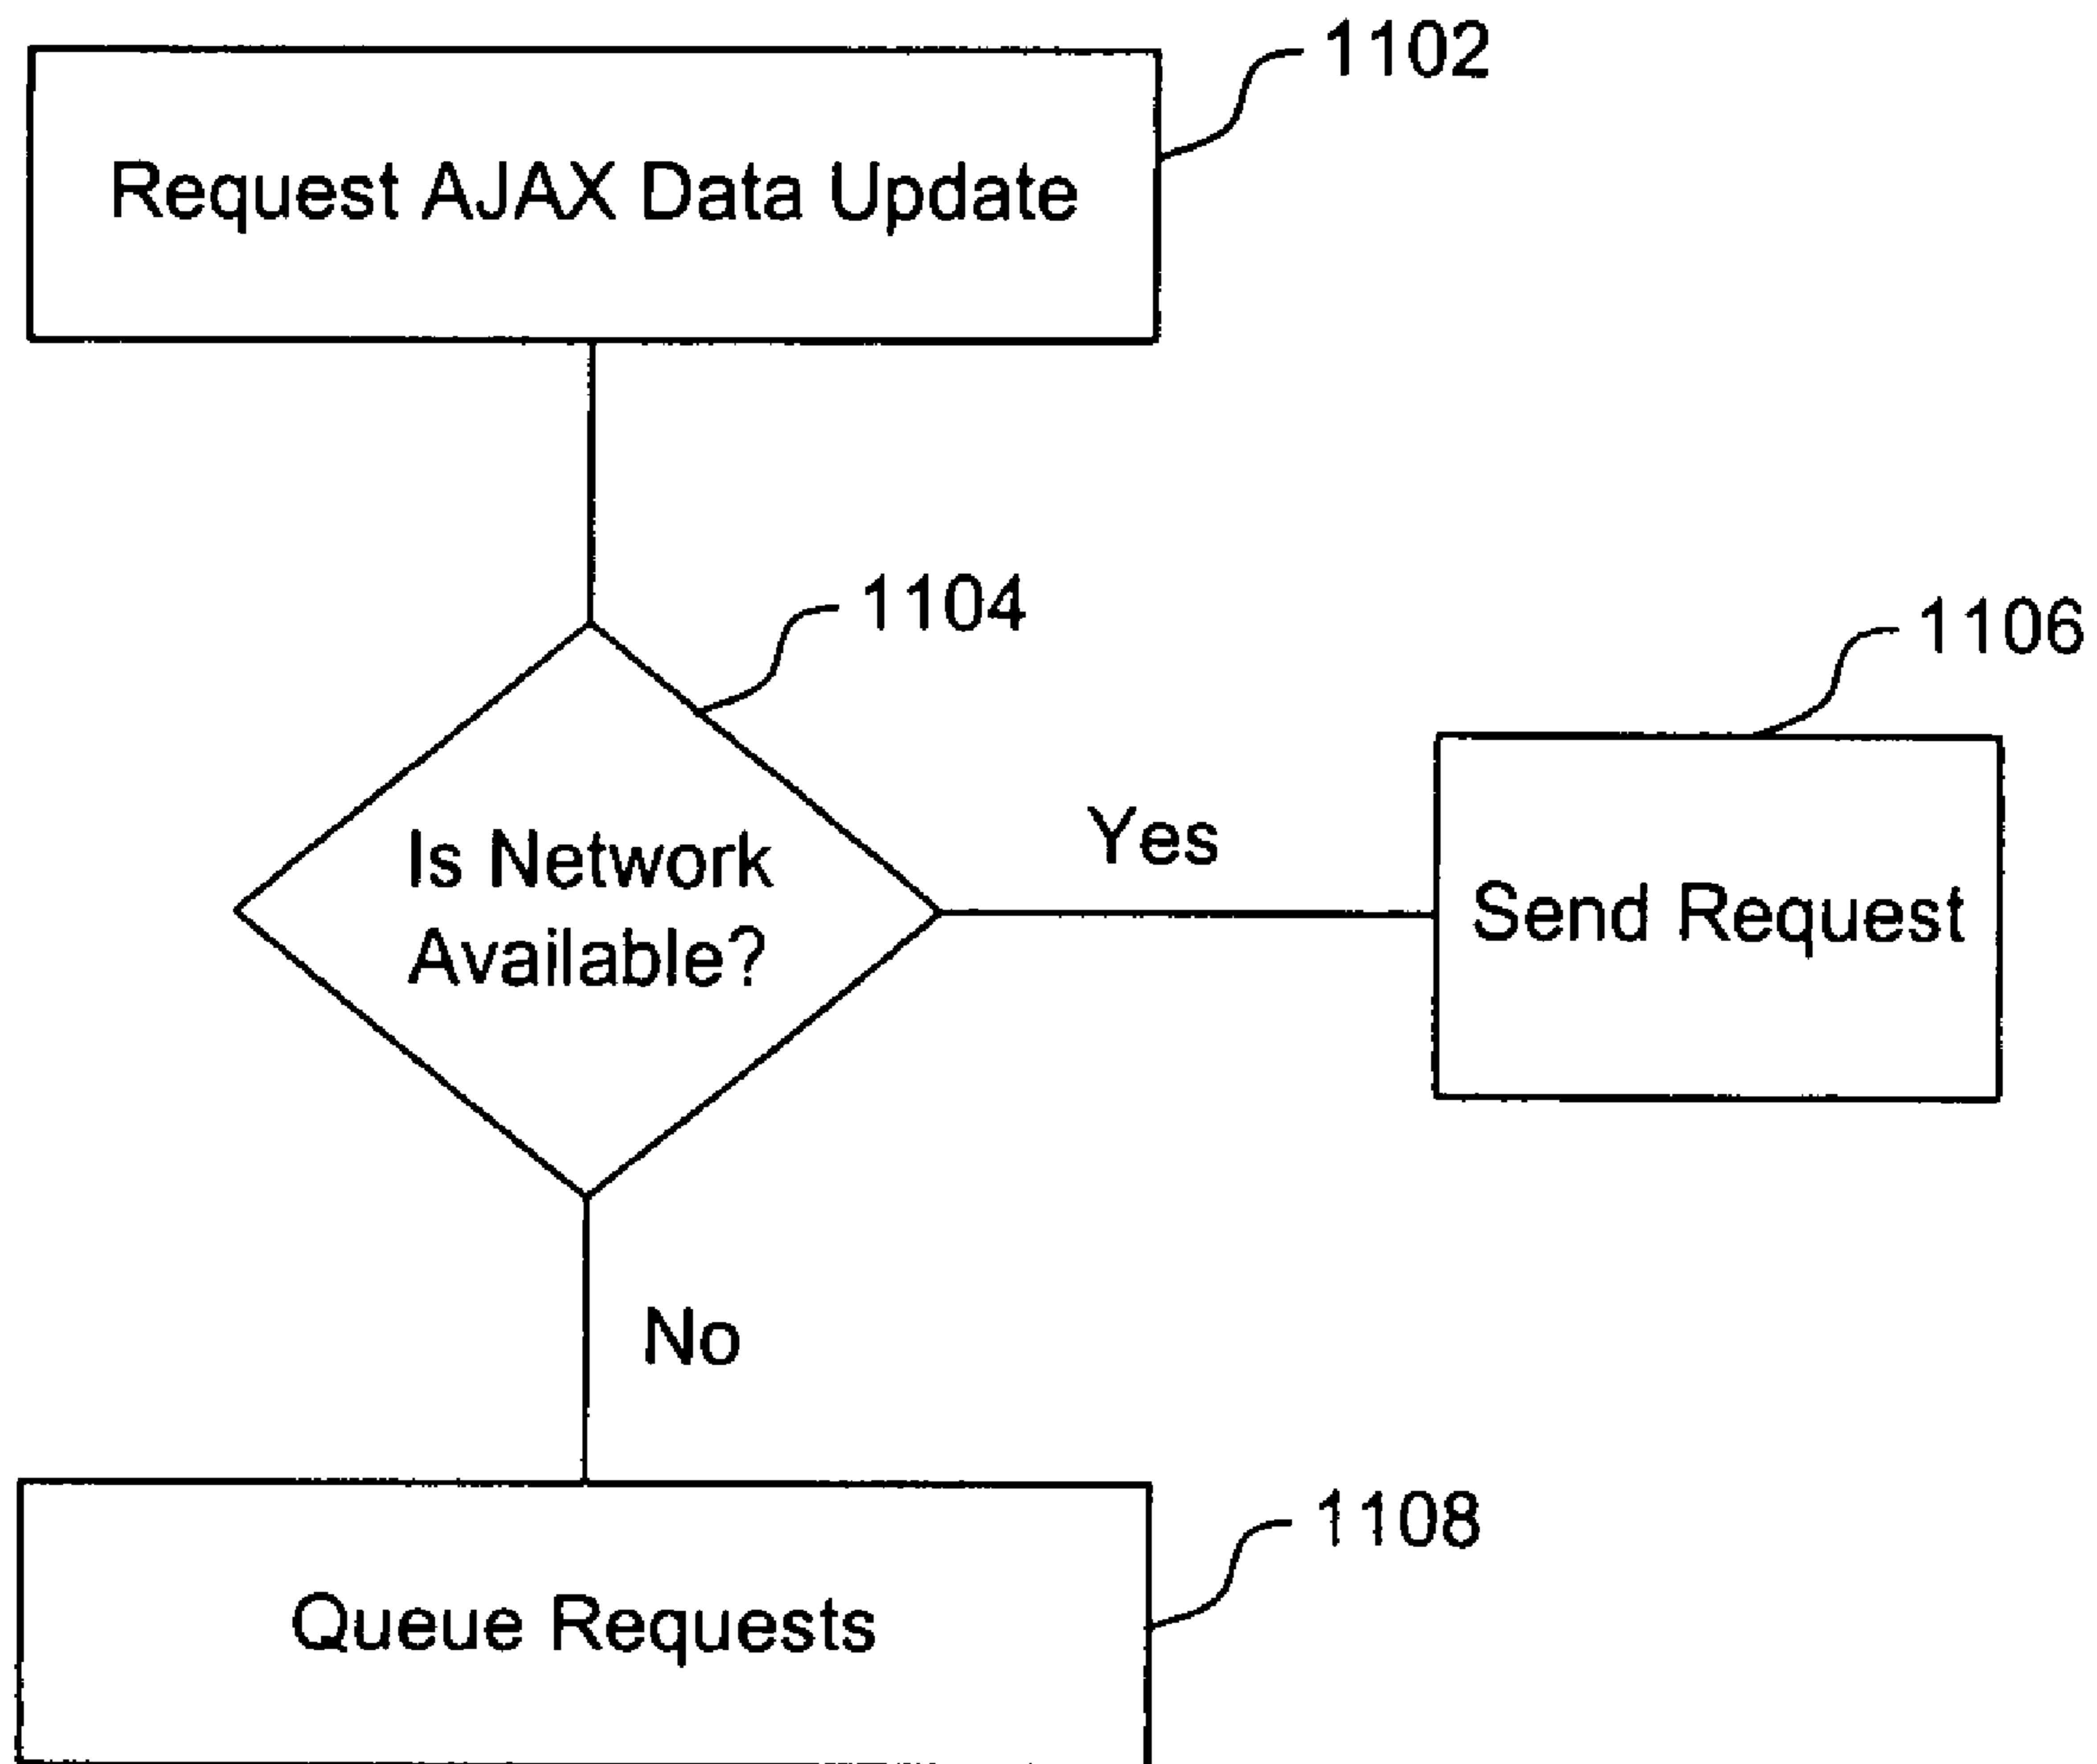 1102
Request AJAX Data Update
1104
1106
Is Network
Available?
Yes
Send Request
No
1108
Queue Requests